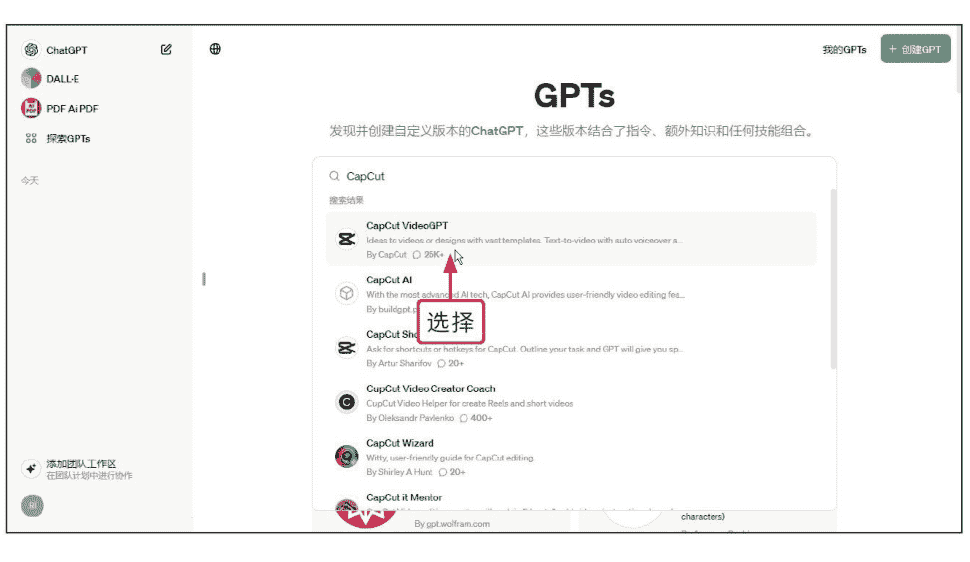 ChatGPT
DALL·E
PDF Ai PDF
探索GPTs
今天
添加团队工作区
在团队计划中进行协作
我的GPTs
+ 创建GPT
GPTs
发现并创建自定义版本的ChatGPT，这些版本结合了指令、额外知识和任何技能组合。
CapCut
搜索结果
CapCut VideoGPT
Ideas to videos or designs with vast templates. Text-to-video with auto voiceover a...
By CapCut 25K+
CapCut AI
With the most advanced AI tech, CapCut AI provides user-friendly video editing fea...
By buildgpt.
选择
CapCut Sho
Ask for shortcuts or hotkeys for CapCut. Outline your task and GPT will give you sp...
By Artur Sharifov 20+
CupCut Video Creator Coach
CupCut Video Helper for create Reels and short videos
By Oleksandr Pavlenko 400+
CapCut Wizard
Witty, user-friendly guide for CapCut editing.
By Shirley A Hunt 20+
CapCut it Mentor
By gpt.wolfram.com
characters)